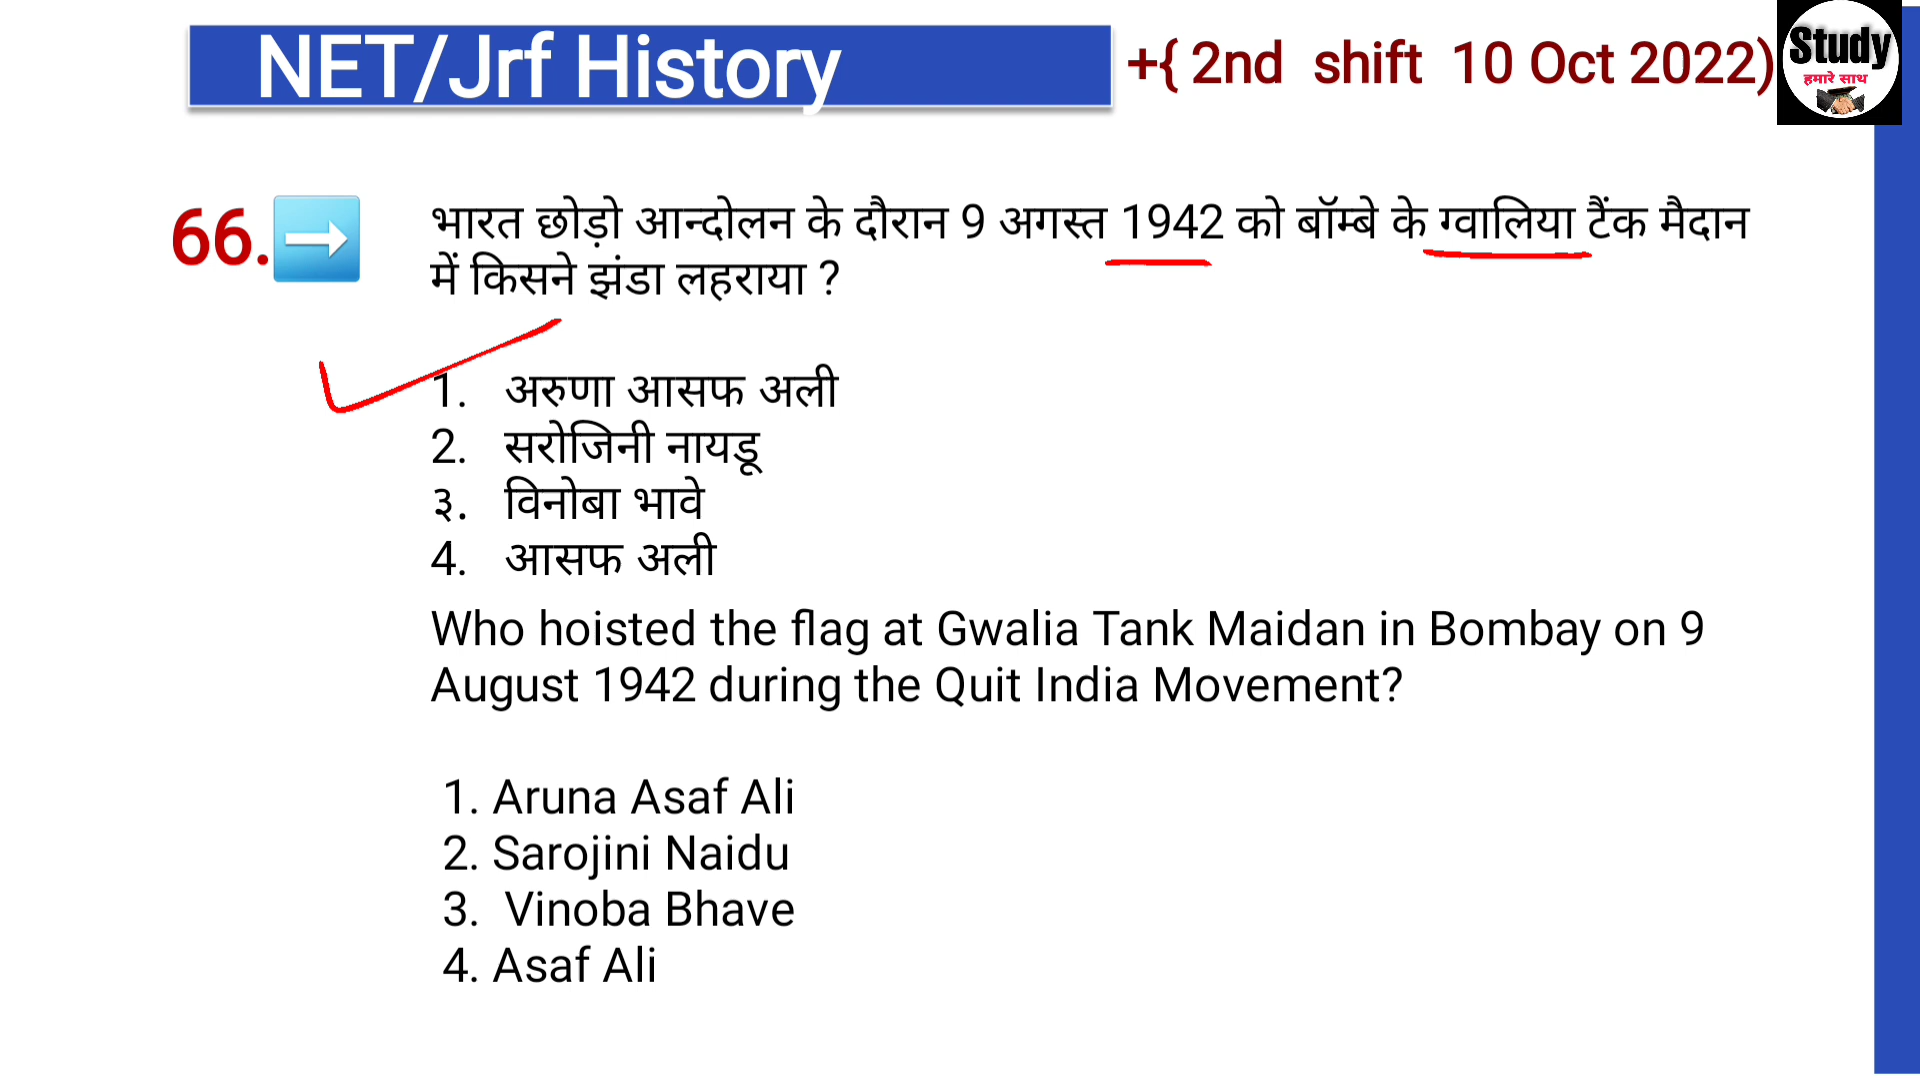 NET/Jrf History
+{ 2nd shift 10 Oct 2022)
Study
हमारे साथ
66.
भारत छोड़ो आन्दोलन के दौरान 9 अगस्त 1942 को बॉम्बे के ग्वालिया टैंक मैदान
में किसने झंडा लहराया ?
1. अरुणा आसफ अली
2. सरोजिनी नायडू
३. विनोबा भावे
4. आसफ अली
Who hoisted the flag at Gwalia Tank Maidan in Bombay on 9
August 1942 during the Quit India Movement?
1. Aruna Asaf Ali
2. Sarojini Naidu
3. Vinoba Bhave
4. Asaf Ali